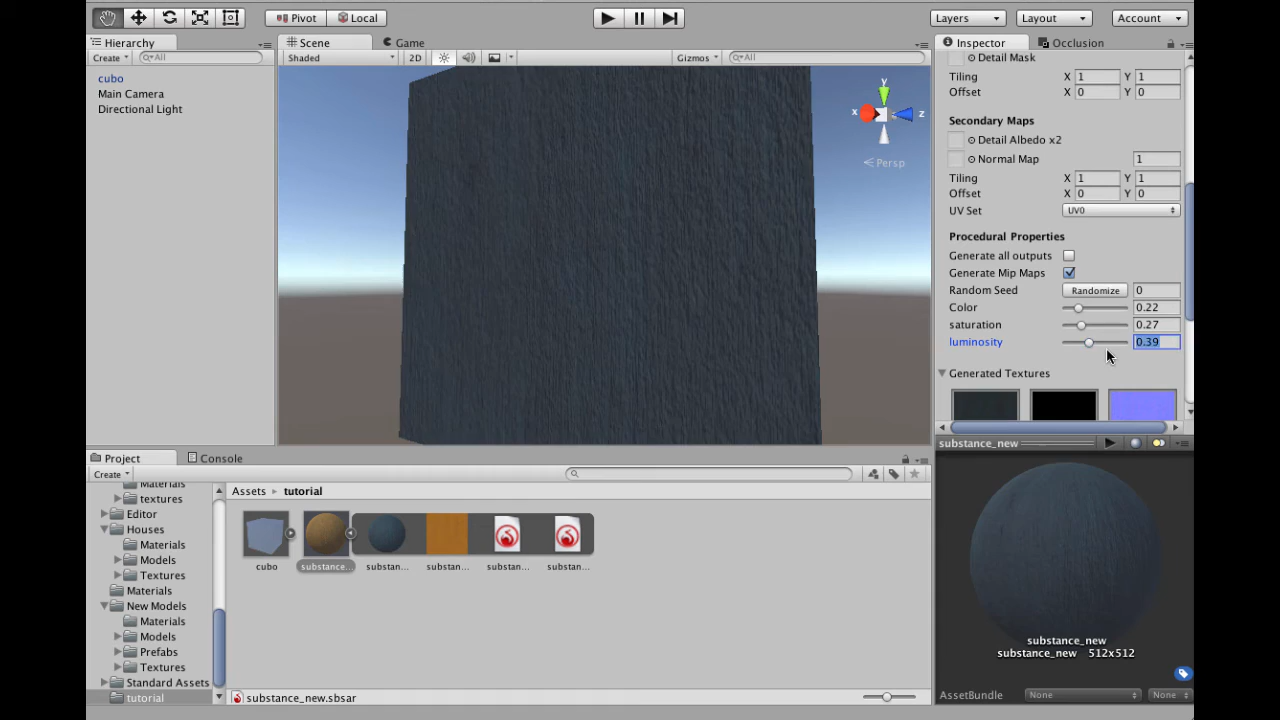 Pivot Local Layers Layout Account
Hierarchy Scene Game Inspector Occlusion
Create All Shaded 2D Gizmos All
Detail Mask
Tiling X 1 Y 1
Offset X 0 Y 0
Secondary Maps
Detail Albedo x2
Normal Map 1
Tiling X 1 Y 1
Offset X 0 Y 0
UV Set UV0
Procedural Properties
Generate all outputs
Generate Mip Maps
Random Seed Randomize 0
Color 0.22
saturation 0.27
luminosity 0.39
Generated Textures
cubo
Main Camera
Directional Light
y
x z
Persp
Project Console
Create
Materials
textures
Editor
Houses
Materials
Models
Textures
Materials
New Models
Materials
Models
Prefabs
Textures
Standard Assets
tutorial
Assets tutorial
cubo substance... substan... substan... substan... substan...
substance_new.sbsar
substance_new
substance_new
substance_new 512x512
AssetBundle None None